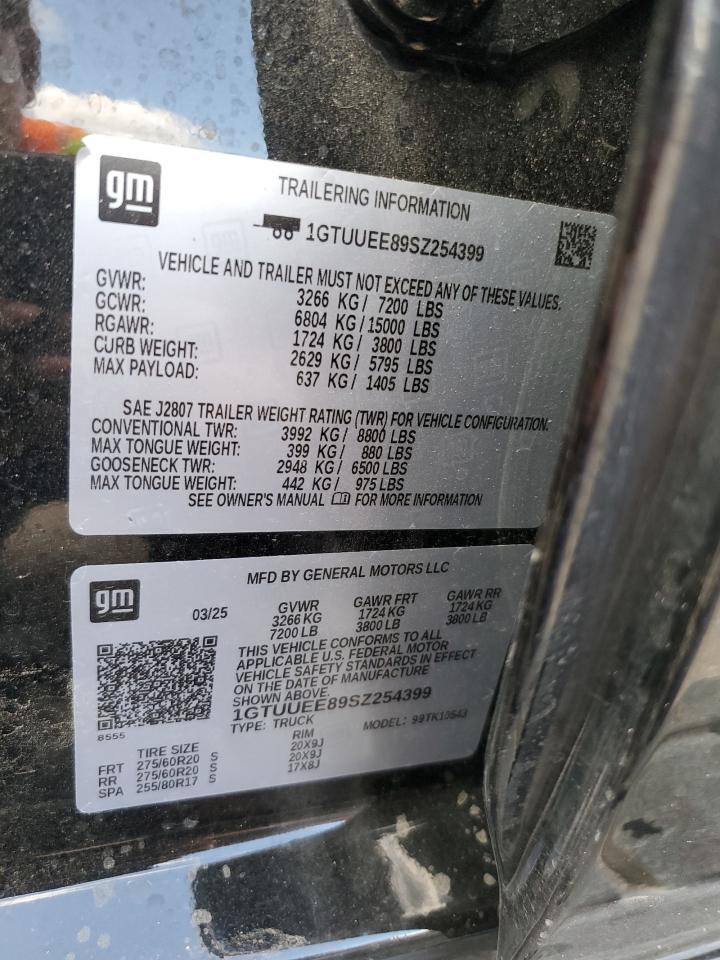 gm
TRAILERING INFORMATION
1GTUUEE89SZ254399
VEHICLE AND TRAILER MUST NOT EXCEED ANY OF THESE VALUES.
GVWR: 3266 KG/ 7200 LBS
GCWR: 6804 KG/15000 LBS
RGAWR: 1724 KG/ 3800 LBS
CURB WEIGHT: 2629 KG/ 5795 LBS
MAX PAYLOAD: 637 KG/ 1405 LBS
SAE J2807 TRAILER WEIGHT RATING (TWR) FOR VEHICLE CONFIGURATION.
CONVENTIONAL TWR: 3992 KG/ 8800 LBS
MAX TONGUE WEIGHT: 399 KG/ 880 LBS
GOOSENECK TWR: 2948 KG/ 6500 LBS
MAX TONGUE WEIGHT: 442 KG/ 975 LBS
SEE OWNER'S MANUAL FOR MORE INFORMATION
gm
MFD BY GENERAL MOTORS LLC
03/25 GVWR GAWR FRT GAWR RR
3266 KG 1724 KG 1724 KG
7200 LB 3800 LB 3800 LB
THIS VEHICLE CONFORMS TO ALL
APPLICABLE U.S. FEDERAL MOTOR
VEHICLE SAFETY STANDARDS IN EFFECT
ON THE DATE OF MANUFACTURE
SHOWN ABOVE.
1GTUUEE89SZ254399
8555 TYPE: TRUCK MODEL: 99TK10543
TIRE SIZE RIM
FRT 275/60R20 S 20X9J
RR 275/60R20 S 20X9J
SPA 255/80R17 S 17X8J